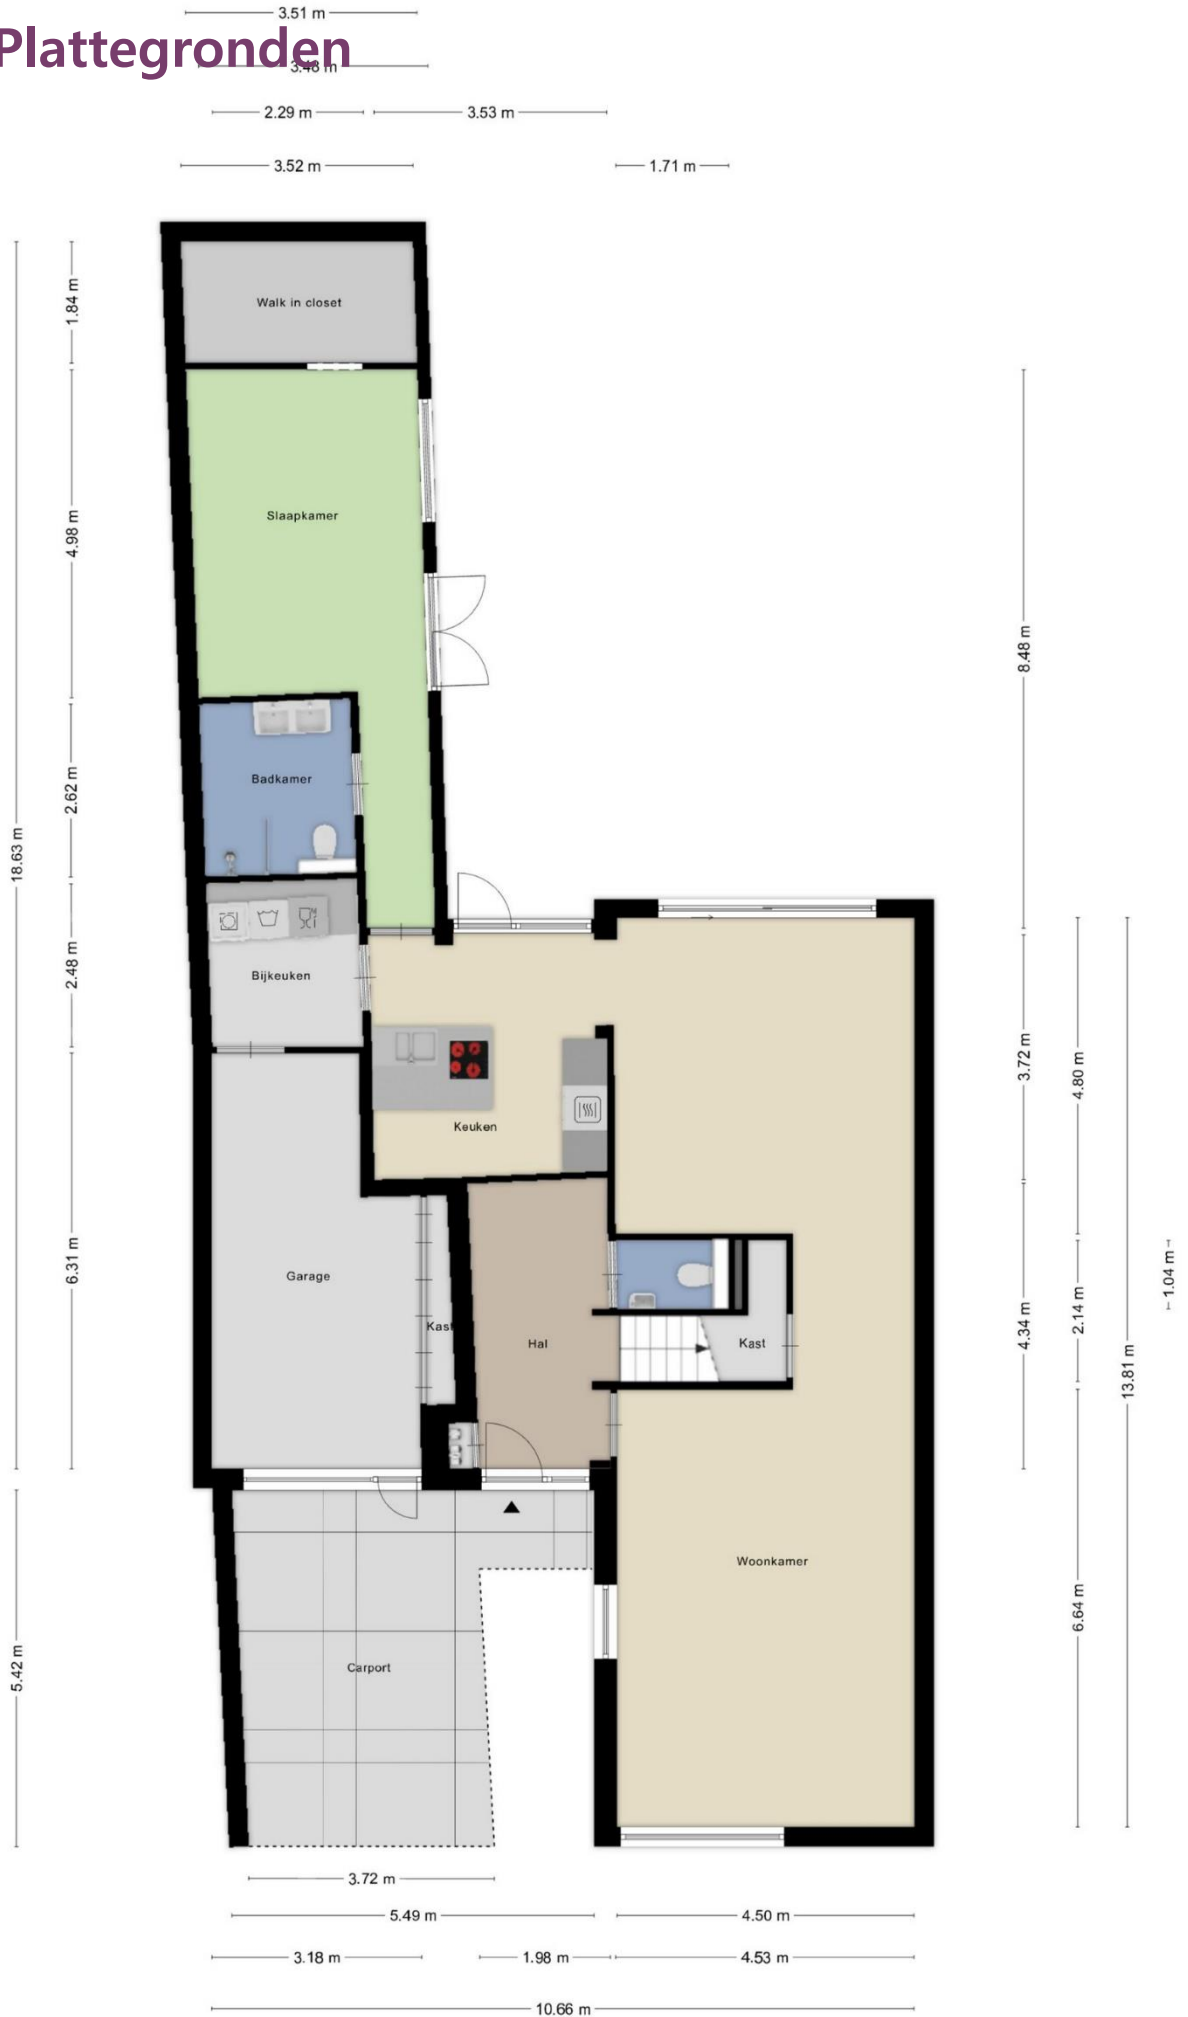 3.51 m
Plattegronden
3.48 m
2.29 m
3.53 m
3.52 m
1.71 m
Walk in closet
1.84 m
Slaapkamer
4.98 m
8.48 m
Badkamer
2.62 m
18.63 m
Bijkeuken
2.48 m
3.72 m
4.80 m
Keuken
Garage
6.31 m
Kast
Hal
Kast
4.34 m
2.14 m
1.04 m
13.81 m
Woonkamer
6.64 m
Carport
5.42 m
3.72 m
5.49 m
4.50 m
3.18 m
1.98 m
4.53 m
10.66 m